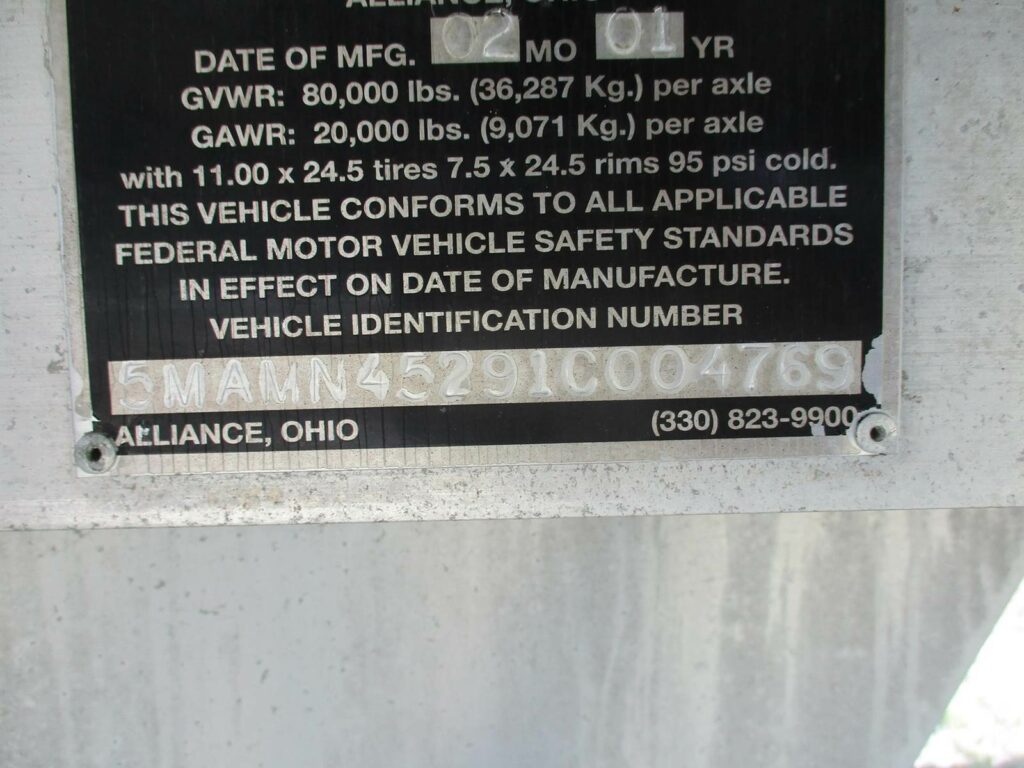 ALLIANCE, OHIO
DATE OF MFG. 02 MO 01 YR
GVWR: 80,000 lbs. (36,287 Kg.) per axle
GAWR: 20,000 lbs. (9,071 Kg.) per axle
with 11.00 x 24.5 tires 7.5 x 24.5 rims 95 psi cold.
THIS VEHICLE CONFORMS TO ALL APPLICABLE
FEDERAL MOTOR VEHICLE SAFETY STANDARDS
IN EFFECT ON DATE OF MANUFACTURE.
VEHICLE IDENTIFICATION NUMBER
5MAMN45291C004769
ALLIANCE, OHIO (330) 823-9900